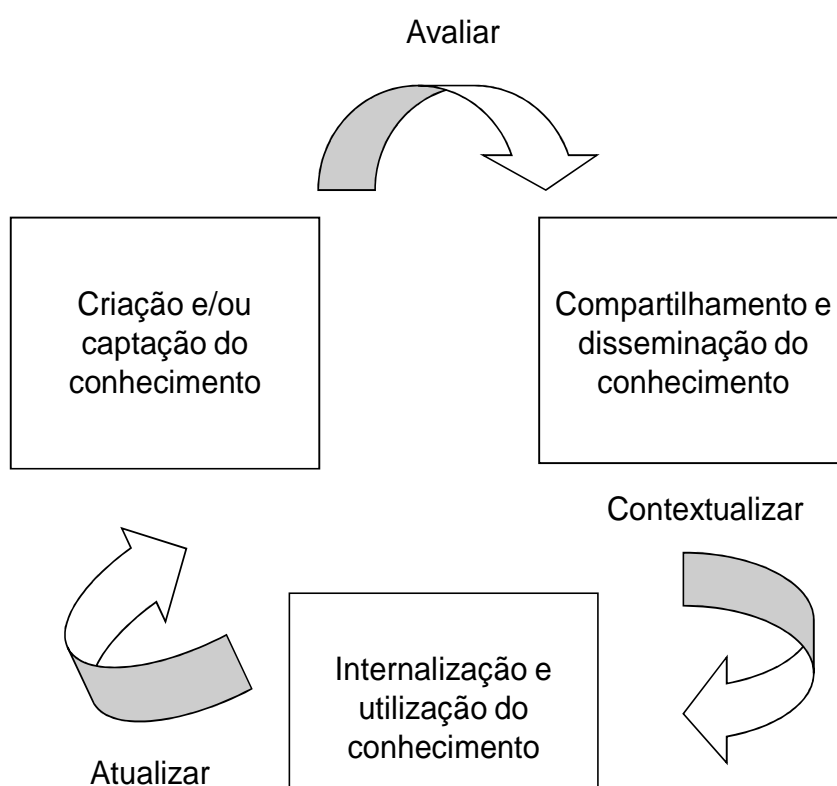 Avaliar
Criação e/ou
captação do
conhecimento
Compartilhamento e
disseminação do
conhecimento
Contextualizar
Internalização e
utilização do
conhecimento
Atualizar